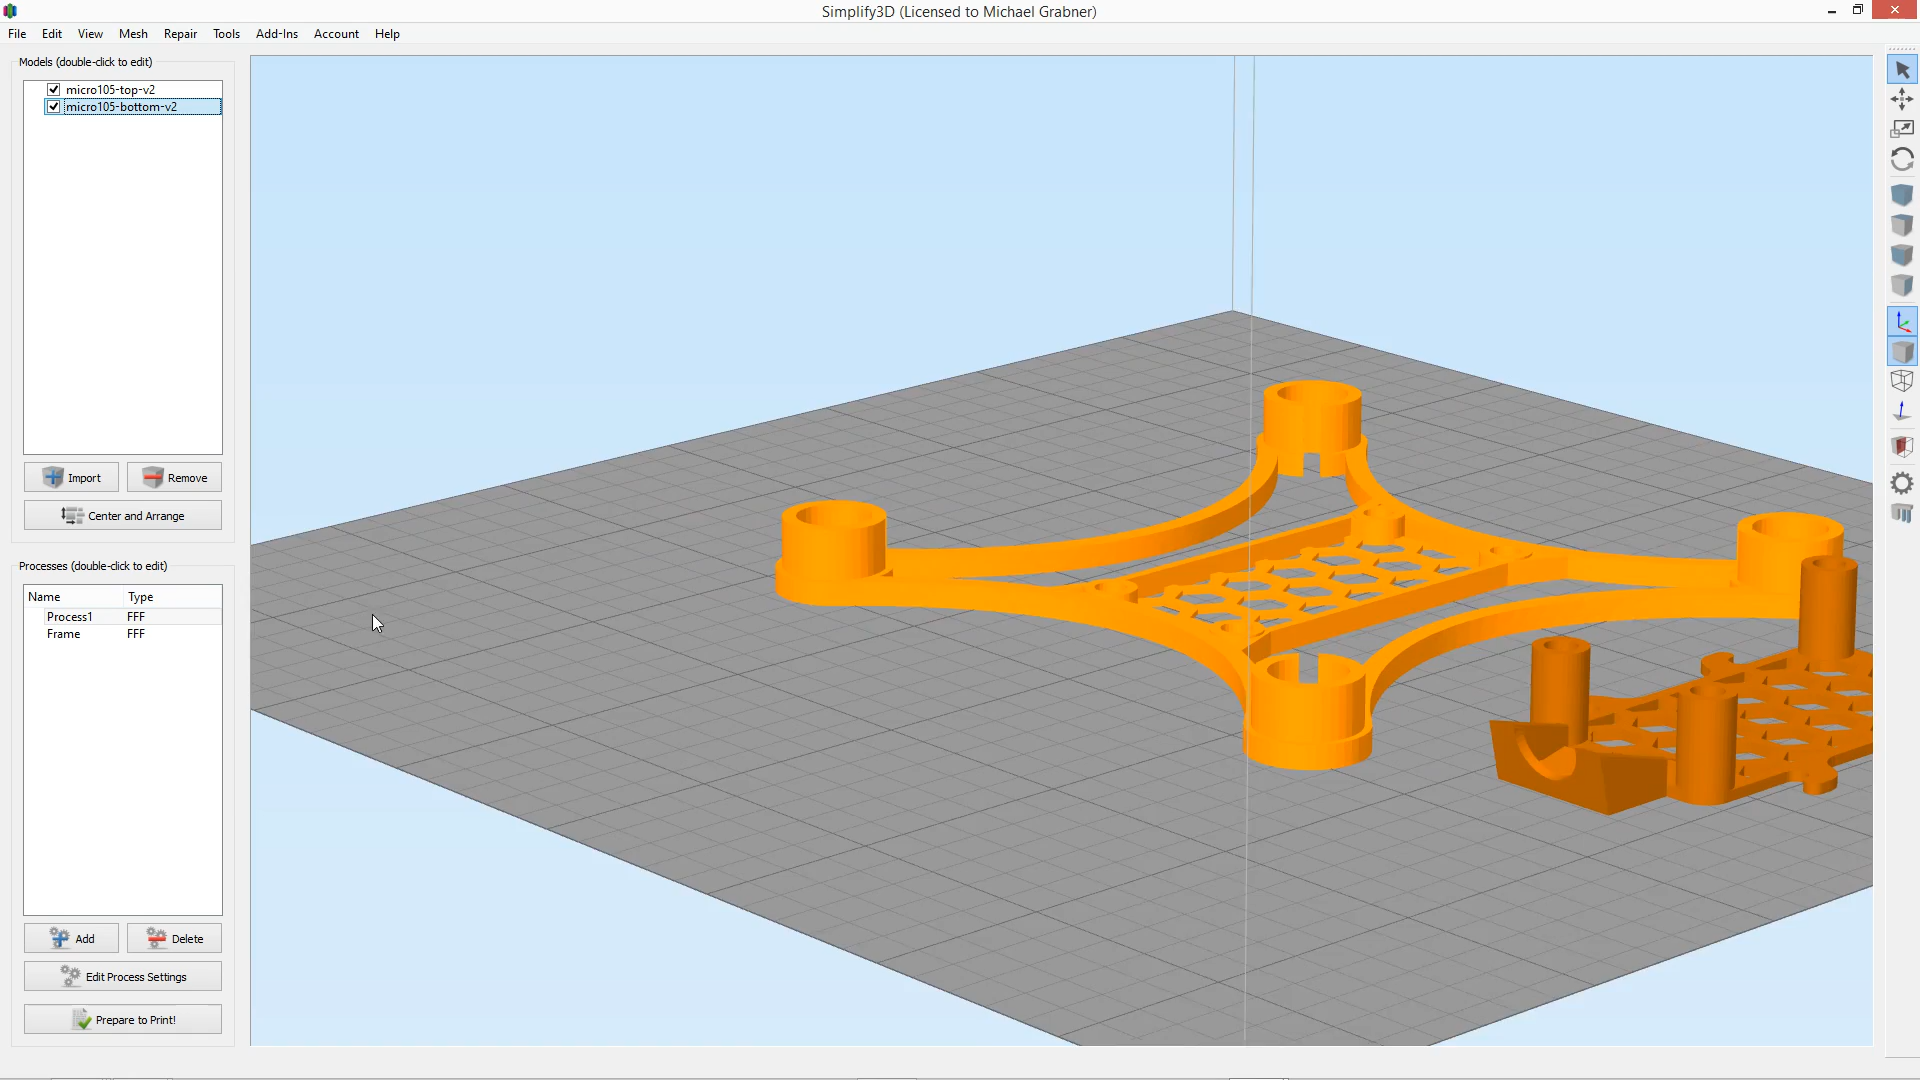 Simplify3D (Licensed to Michael Grabner)
File Edit View Mesh Repair Tools Add-Ins Account Help
Models (double-click to edit)
micro105-top-v2
micro105-bottom-v2
Import Remove
Center and Arrange
Processes (double-click to edit)
Name Type
Process1 FFF
Frame FFF
Add Delete
Edit Process Settings
Prepare to Print!